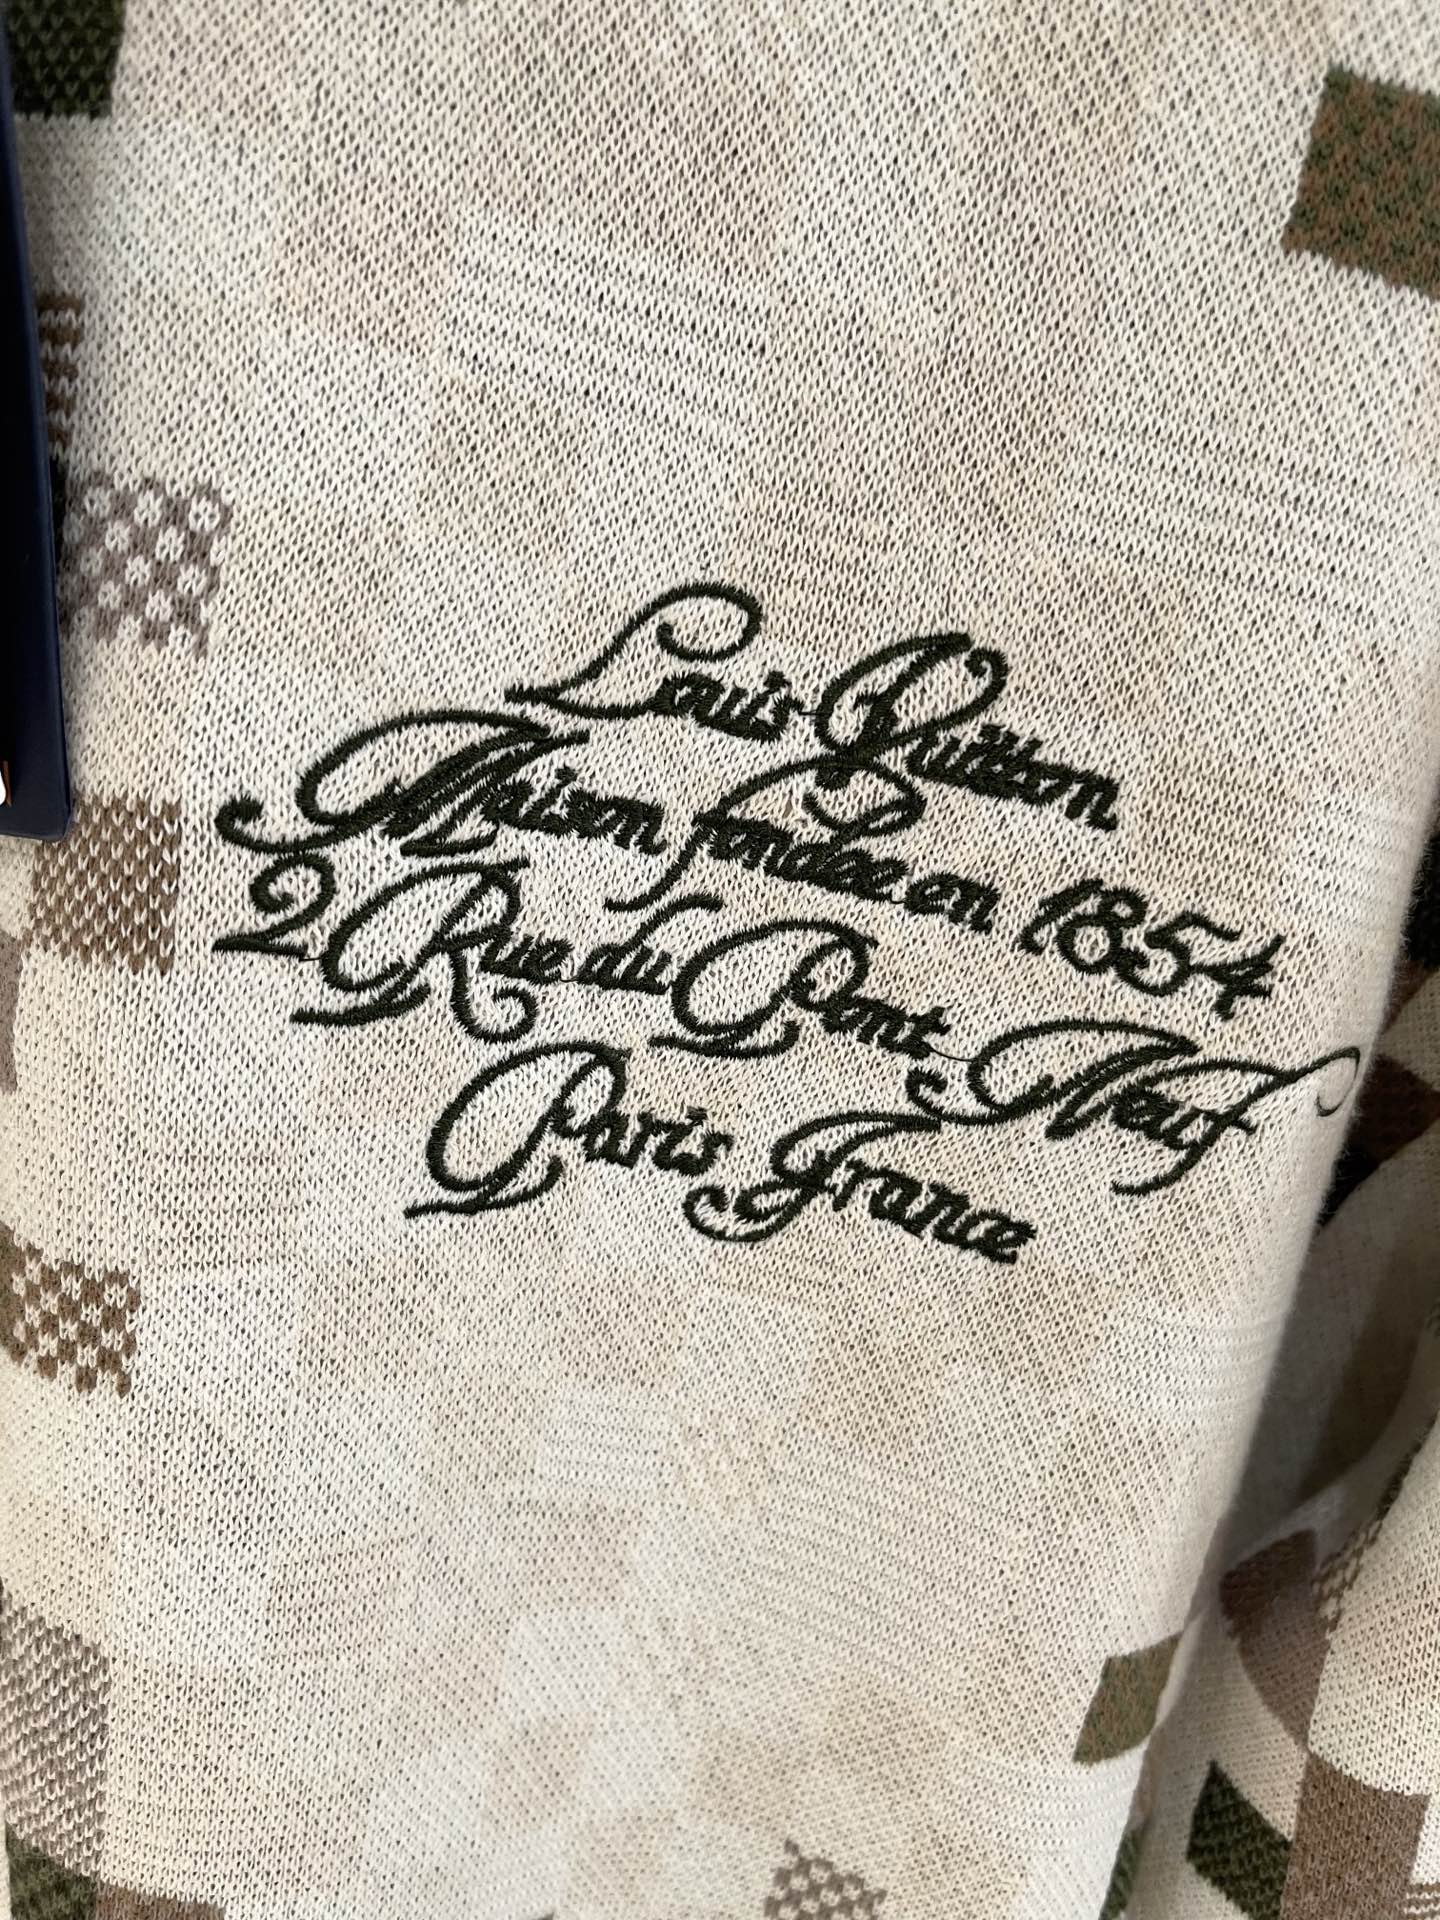 Louis Vuitton
Maison fondée en 1854
2 Rue du Pont Neuf
Paris France